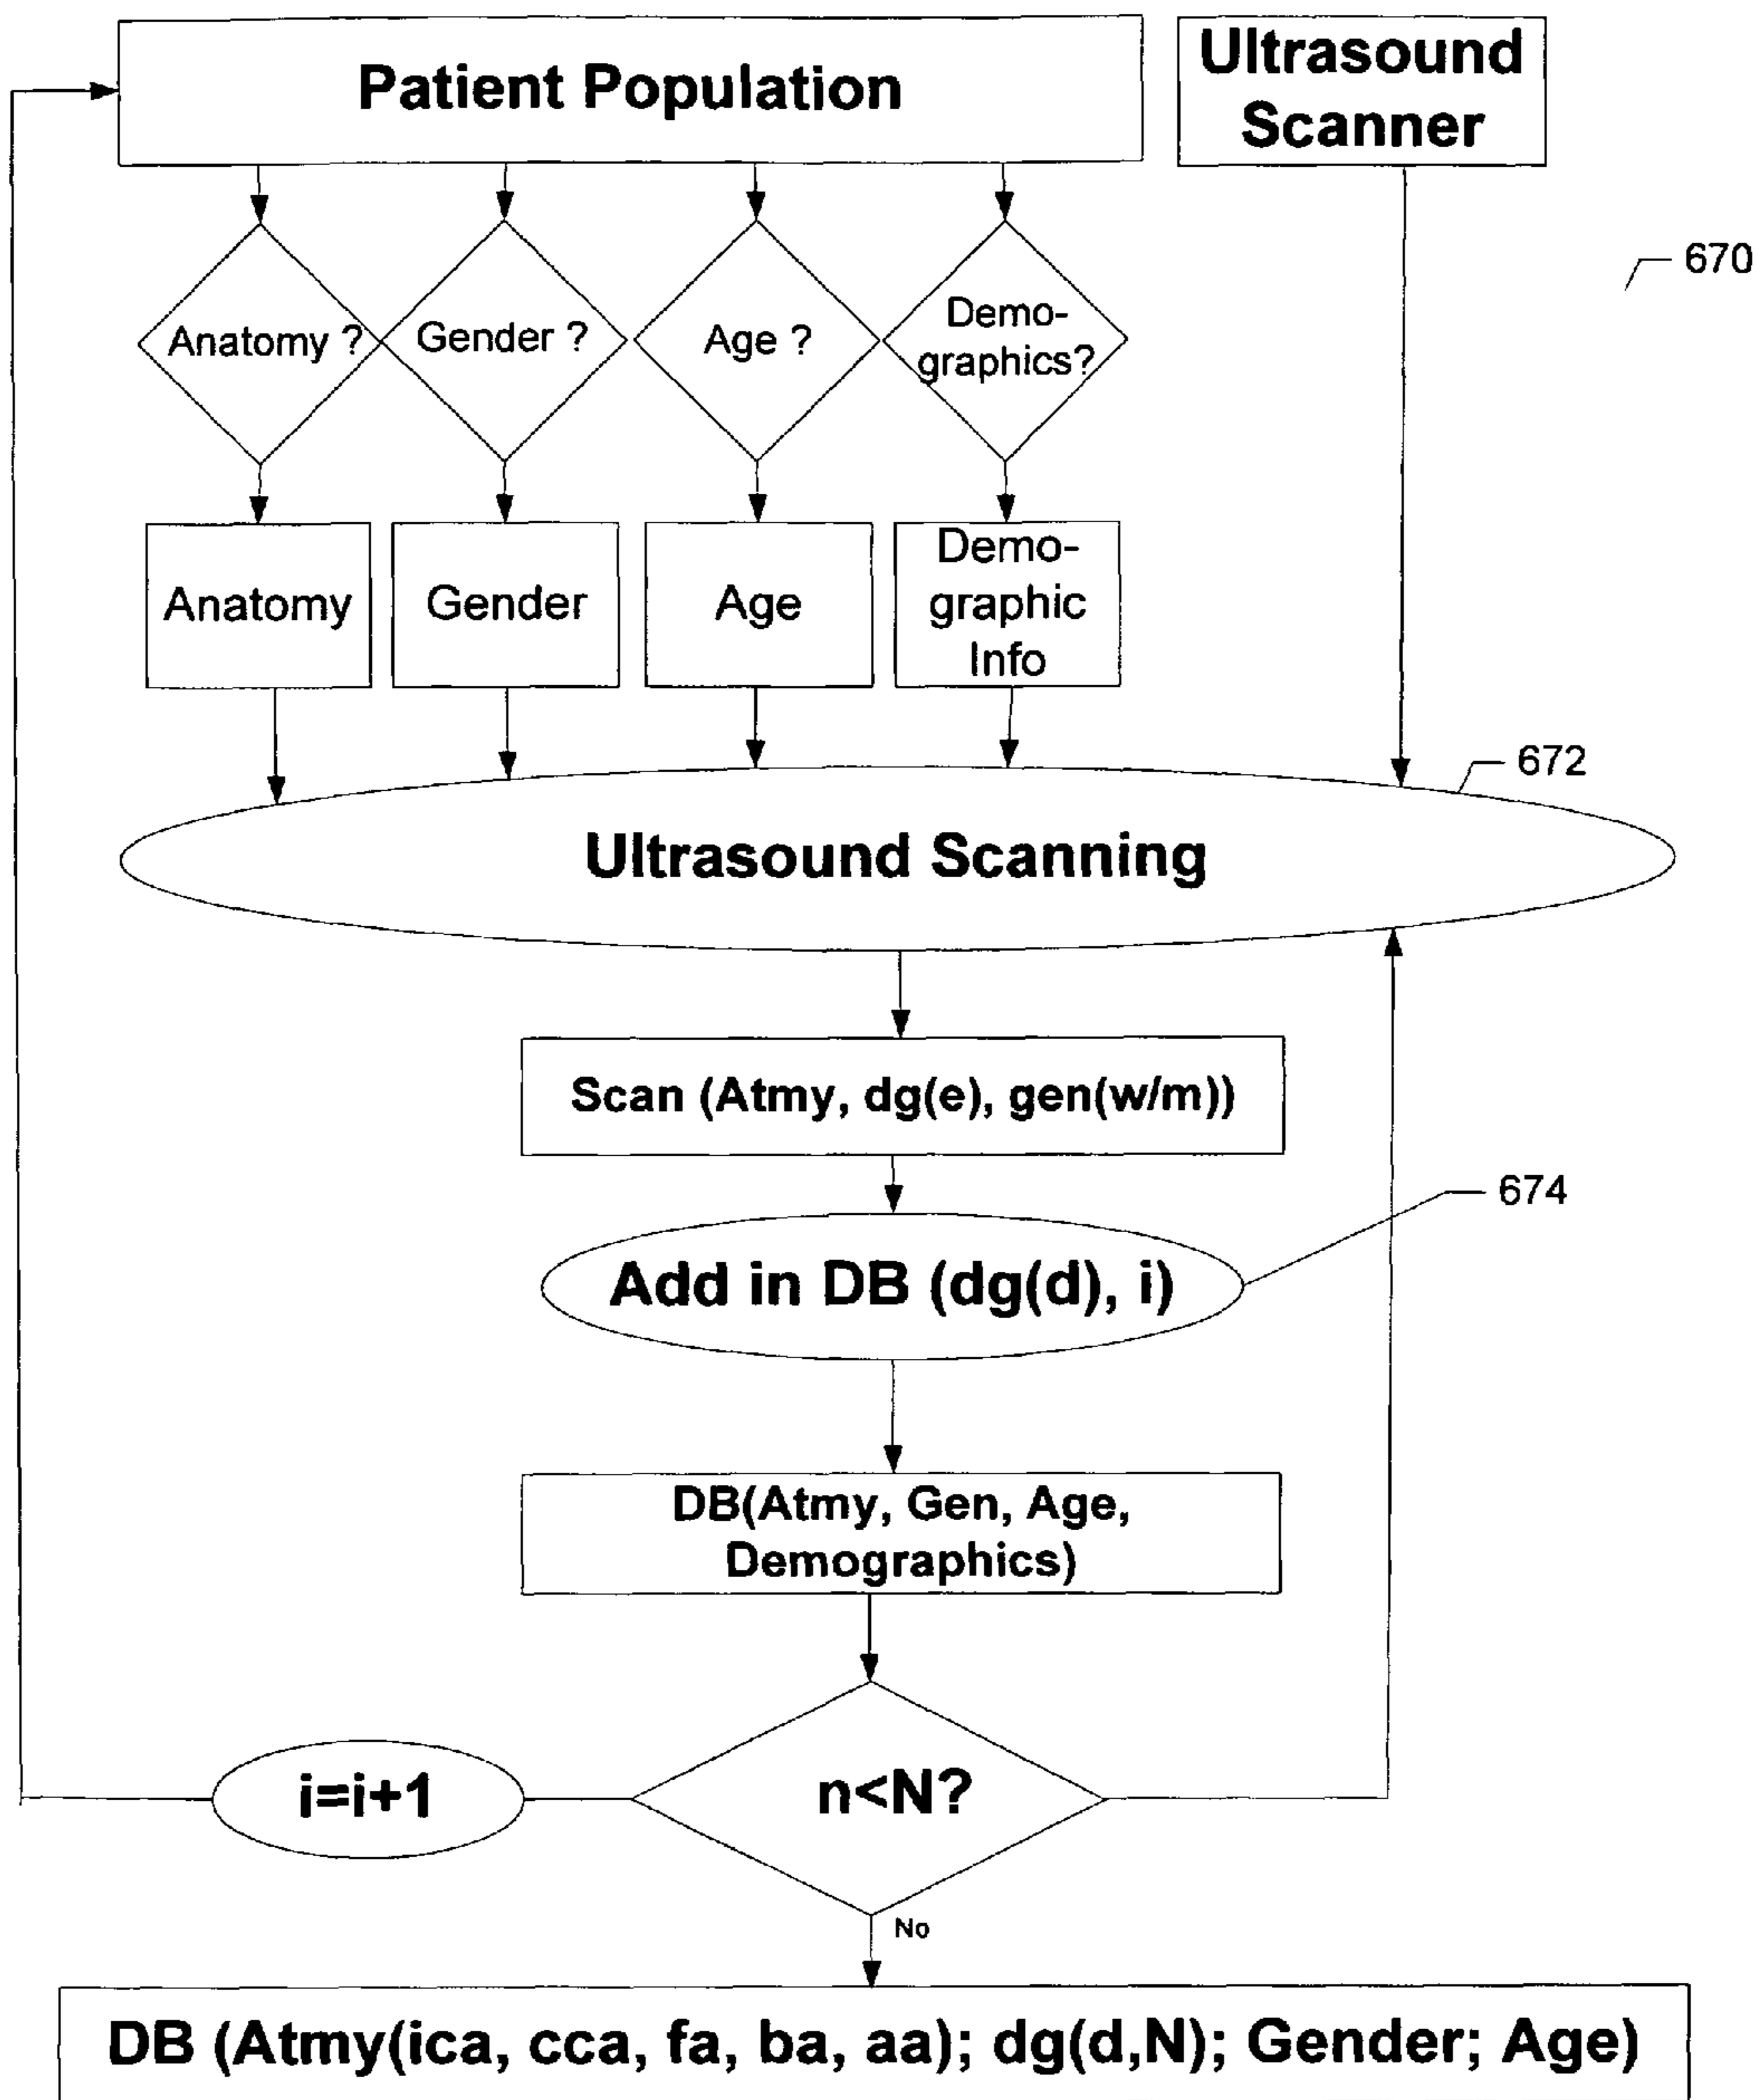 Patient Population
Ultrasound
Scanner
670
Anatomy ?
Gender ?
Age ?
Demo-
graphics?
Anatomy
Gender
Age
Demo-
graphic
Info
672
Ultrasound Scanning
Scan (Atmy, dg(e), gen(w/m))
674
Add in DB (dg(d), i)
DB(Atmy, Gen, Age,
Demographics)
i=i+1
n<N?
No
DB (Atmy(ica, cca, fa, ba, aa); dg(d,N); Gender; Age)